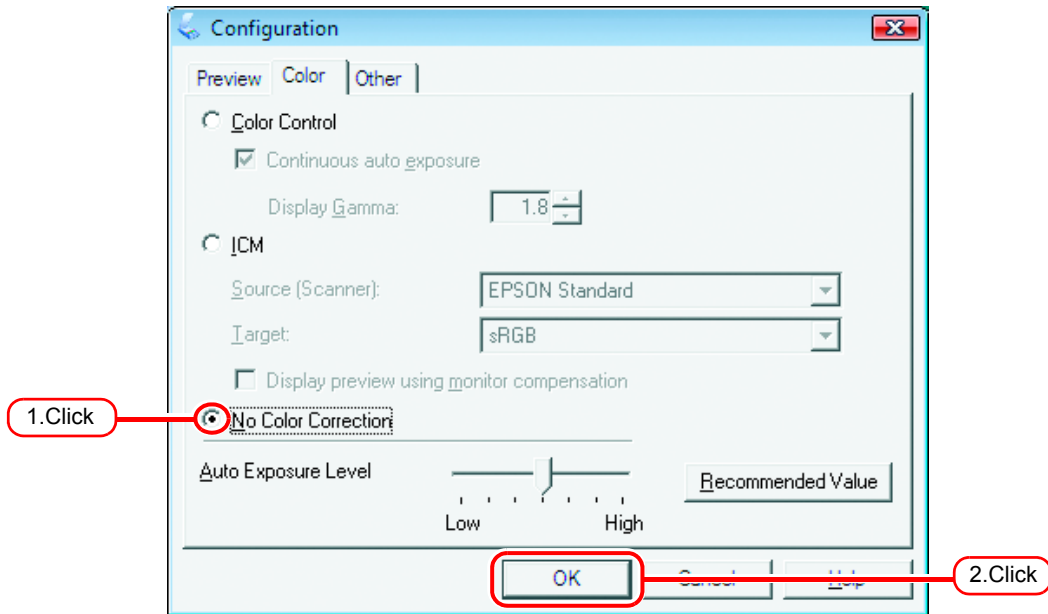 Configuration
Preview Color Other
Color Control
Continuous auto exposure
Display Gamma: 1.8
ICM
Source (Scanner): EPSON Standard
Target: sRGB
Display preview using monitor compensation
1.Click
No Color Correction
Auto Exposure Level
Recommended Value
Low High
OK Cancel Help
2.Click